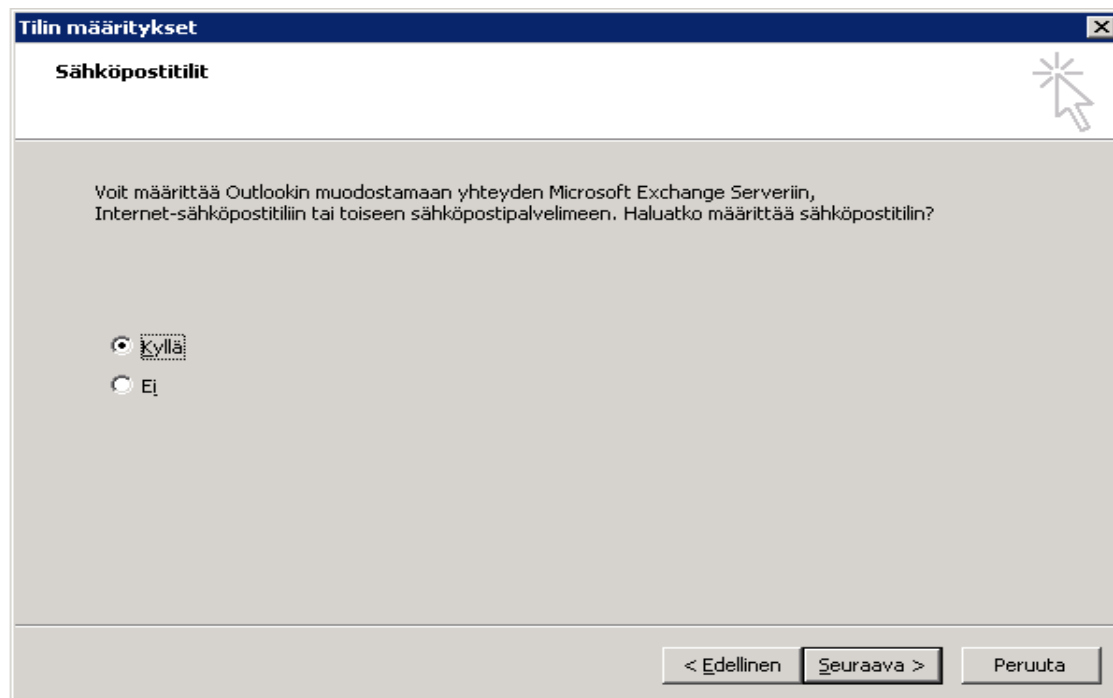 Tilin määritykset
Sähköpostitilit
Voit määrittää Outlookin muodostamaan yhteyden Microsoft Exchange Serveriin,
Internet-sähköpostitiliin tai toiseen sähköpostipalvelimeen. Haluatko määrittää sähköpostitilin?
Kyllä
Ei
< Edellinen Seuraava > Peruuta